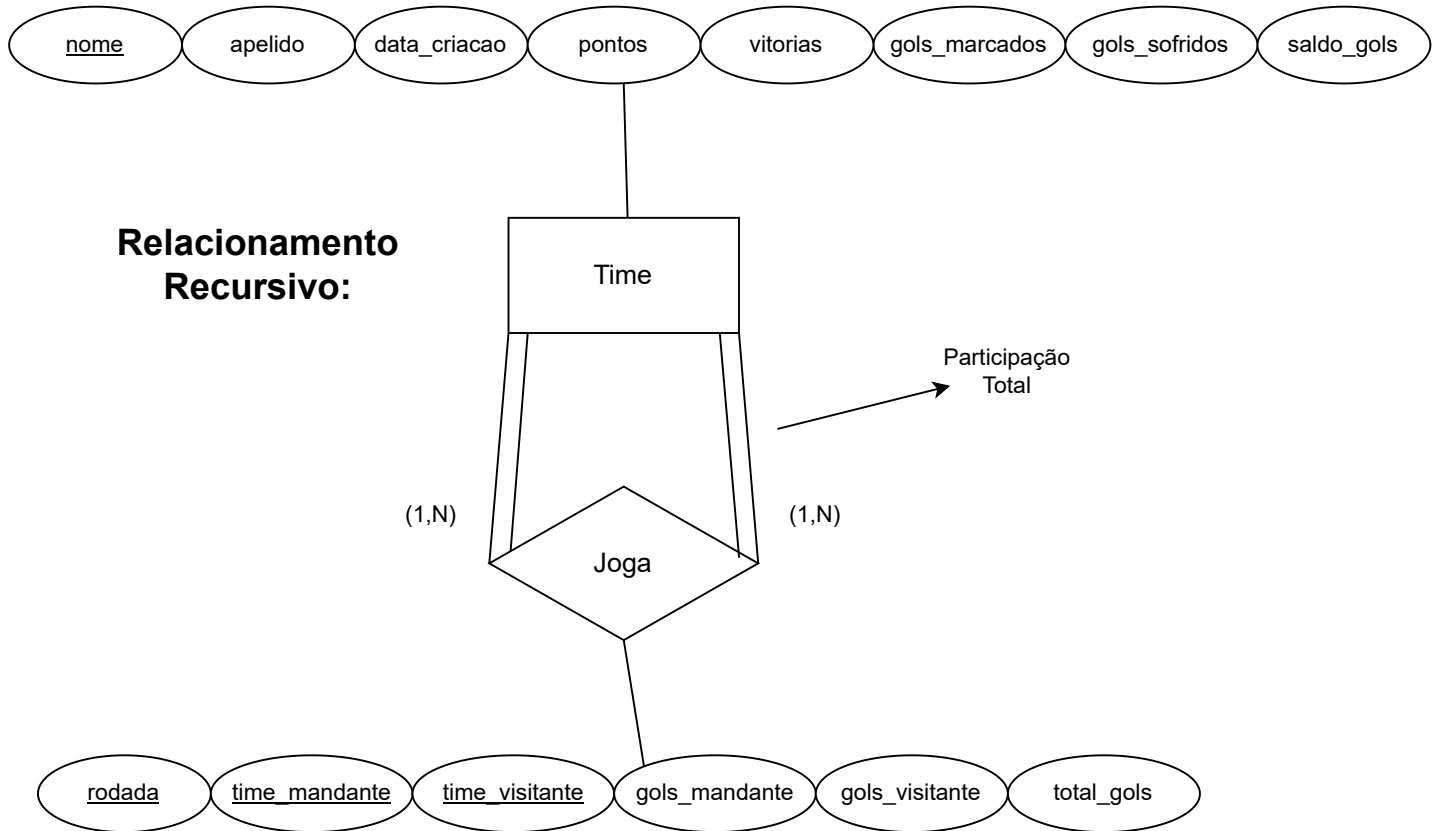 nome
apelido
data_criacao
pontos
vitorias
gols_marcados
gols_sofridos
saldo_gols
Relacionamento
Recursivo:
Time
Participação
Total
(1,N)
(1,N)
Joga
rodada
time_mandante
time_visitante
gols_mandante
gols_visitante
total_gols